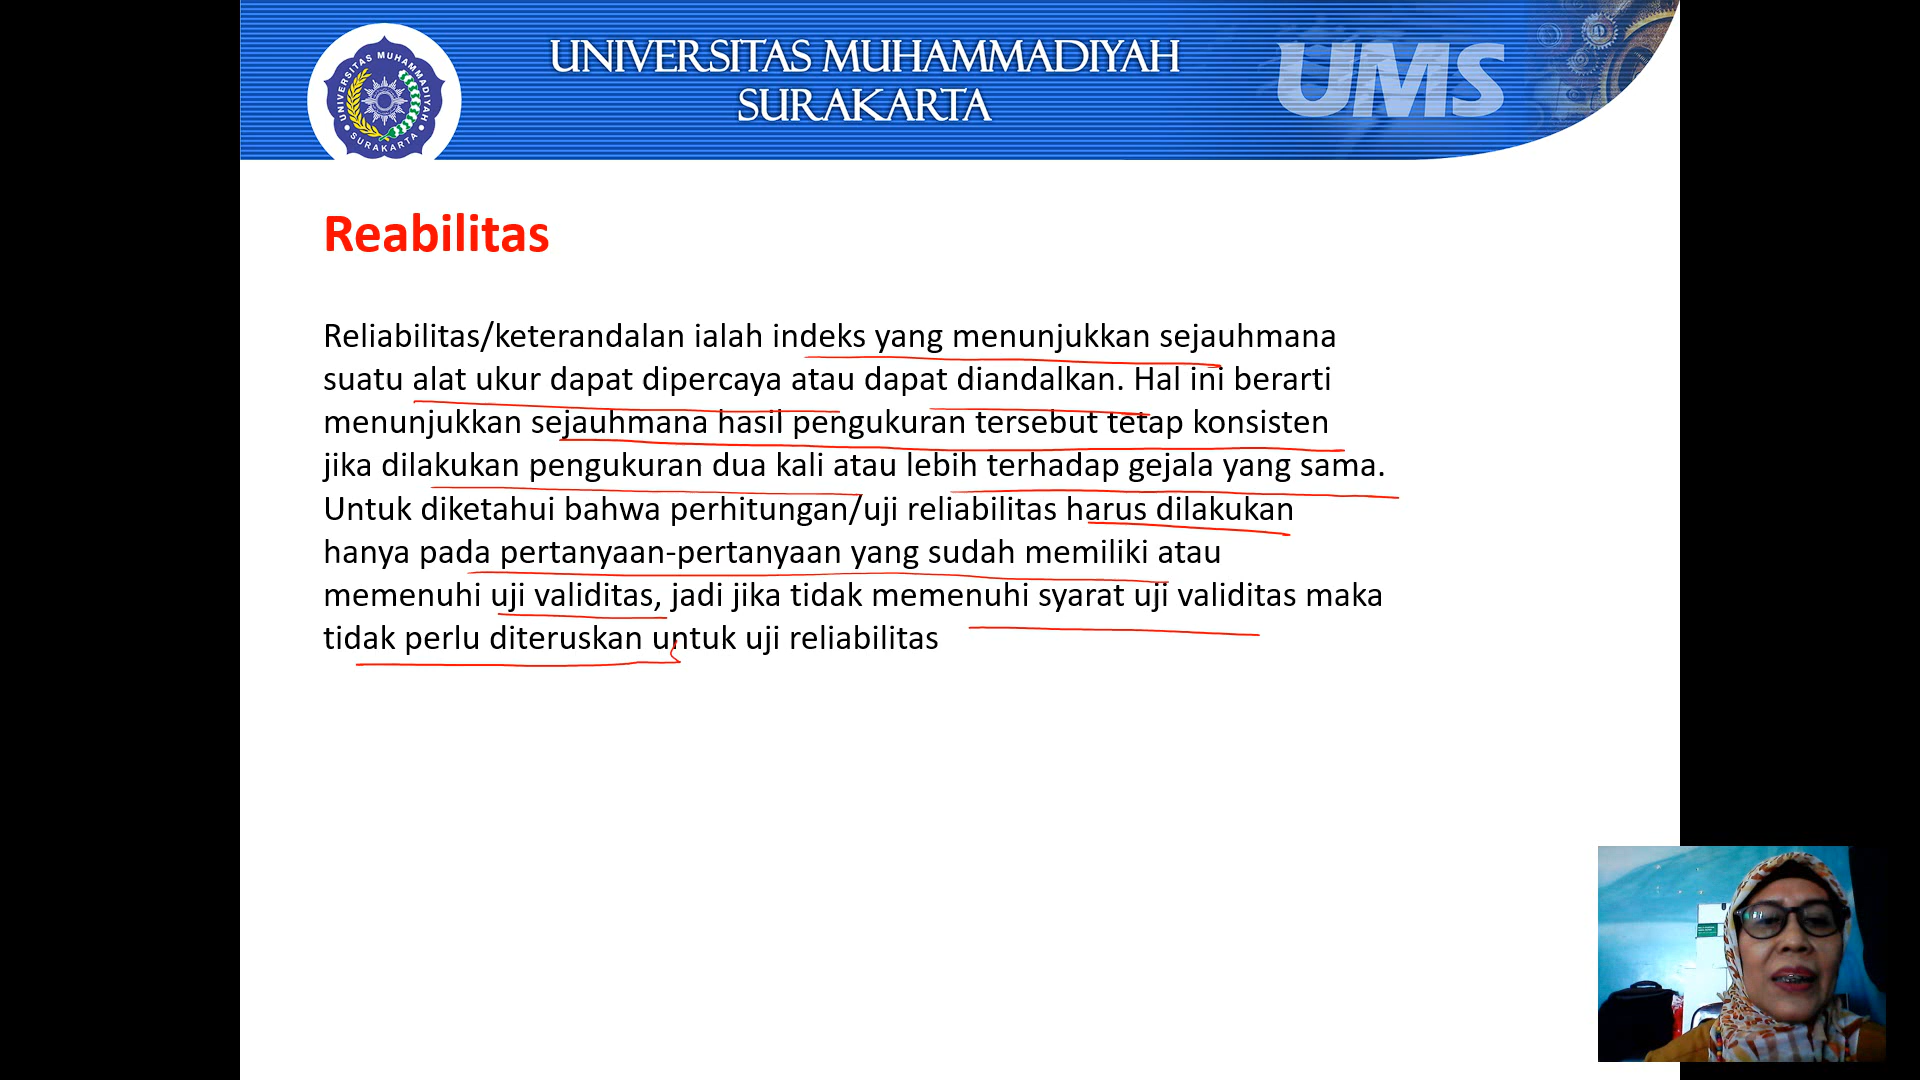 UNIVERSITAS MUHAMMADIYAH
SURAKARTA
UMS
UNIVERSITAS MUHAMMADIYAH
SURAKARTA
Reabilitas
Reliabilitas/keterandalan ialah indeks yang menunjukkan sejauhmana
suatu alat ukur dapat dipercaya atau dapat diandalkan. Hal ini berarti
menunjukkan sejauhmana hasil pengukuran tersebut tetap konsisten
jika dilakukan pengukuran dua kali atau lebih terhadap gejala yang sama.
Untuk diketahui bahwa perhitungan/uji reliabilitas harus dilakukan
hanya pada pertanyaan-pertanyaan yang sudah memiliki atau
memenuhi uji validitas, jadi jika tidak memenuhi syarat uji validitas maka
tidak perlu diteruskan untuk uji reliabilitas